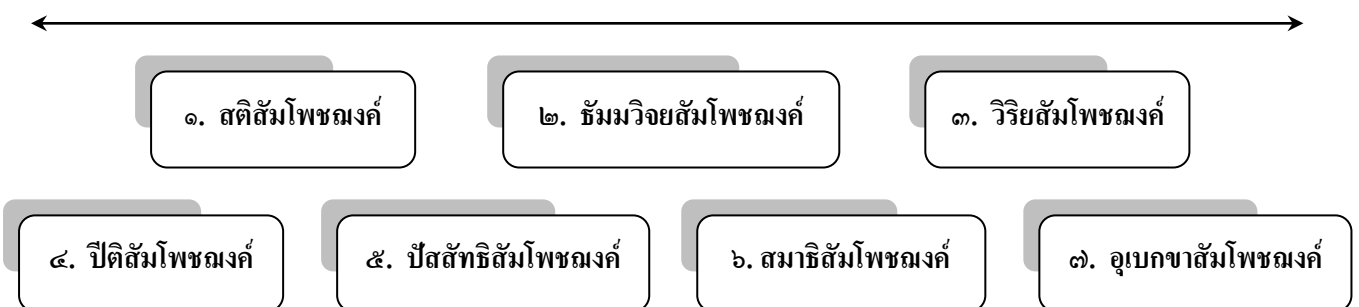 ๑. สติสัมโพชฌงค์
๒. ธัมมวิจยสัมโพชฌงค์
๓. วิริยสัมโพชฌงค์
๔. ปีติสัมโพชฌงค์
๕. ปัสสัทธิสัมโพชฌงค์
๖. สมาธิสัมโพชฌงค์
๗. อุเบกขาสัมโพชฌงค์